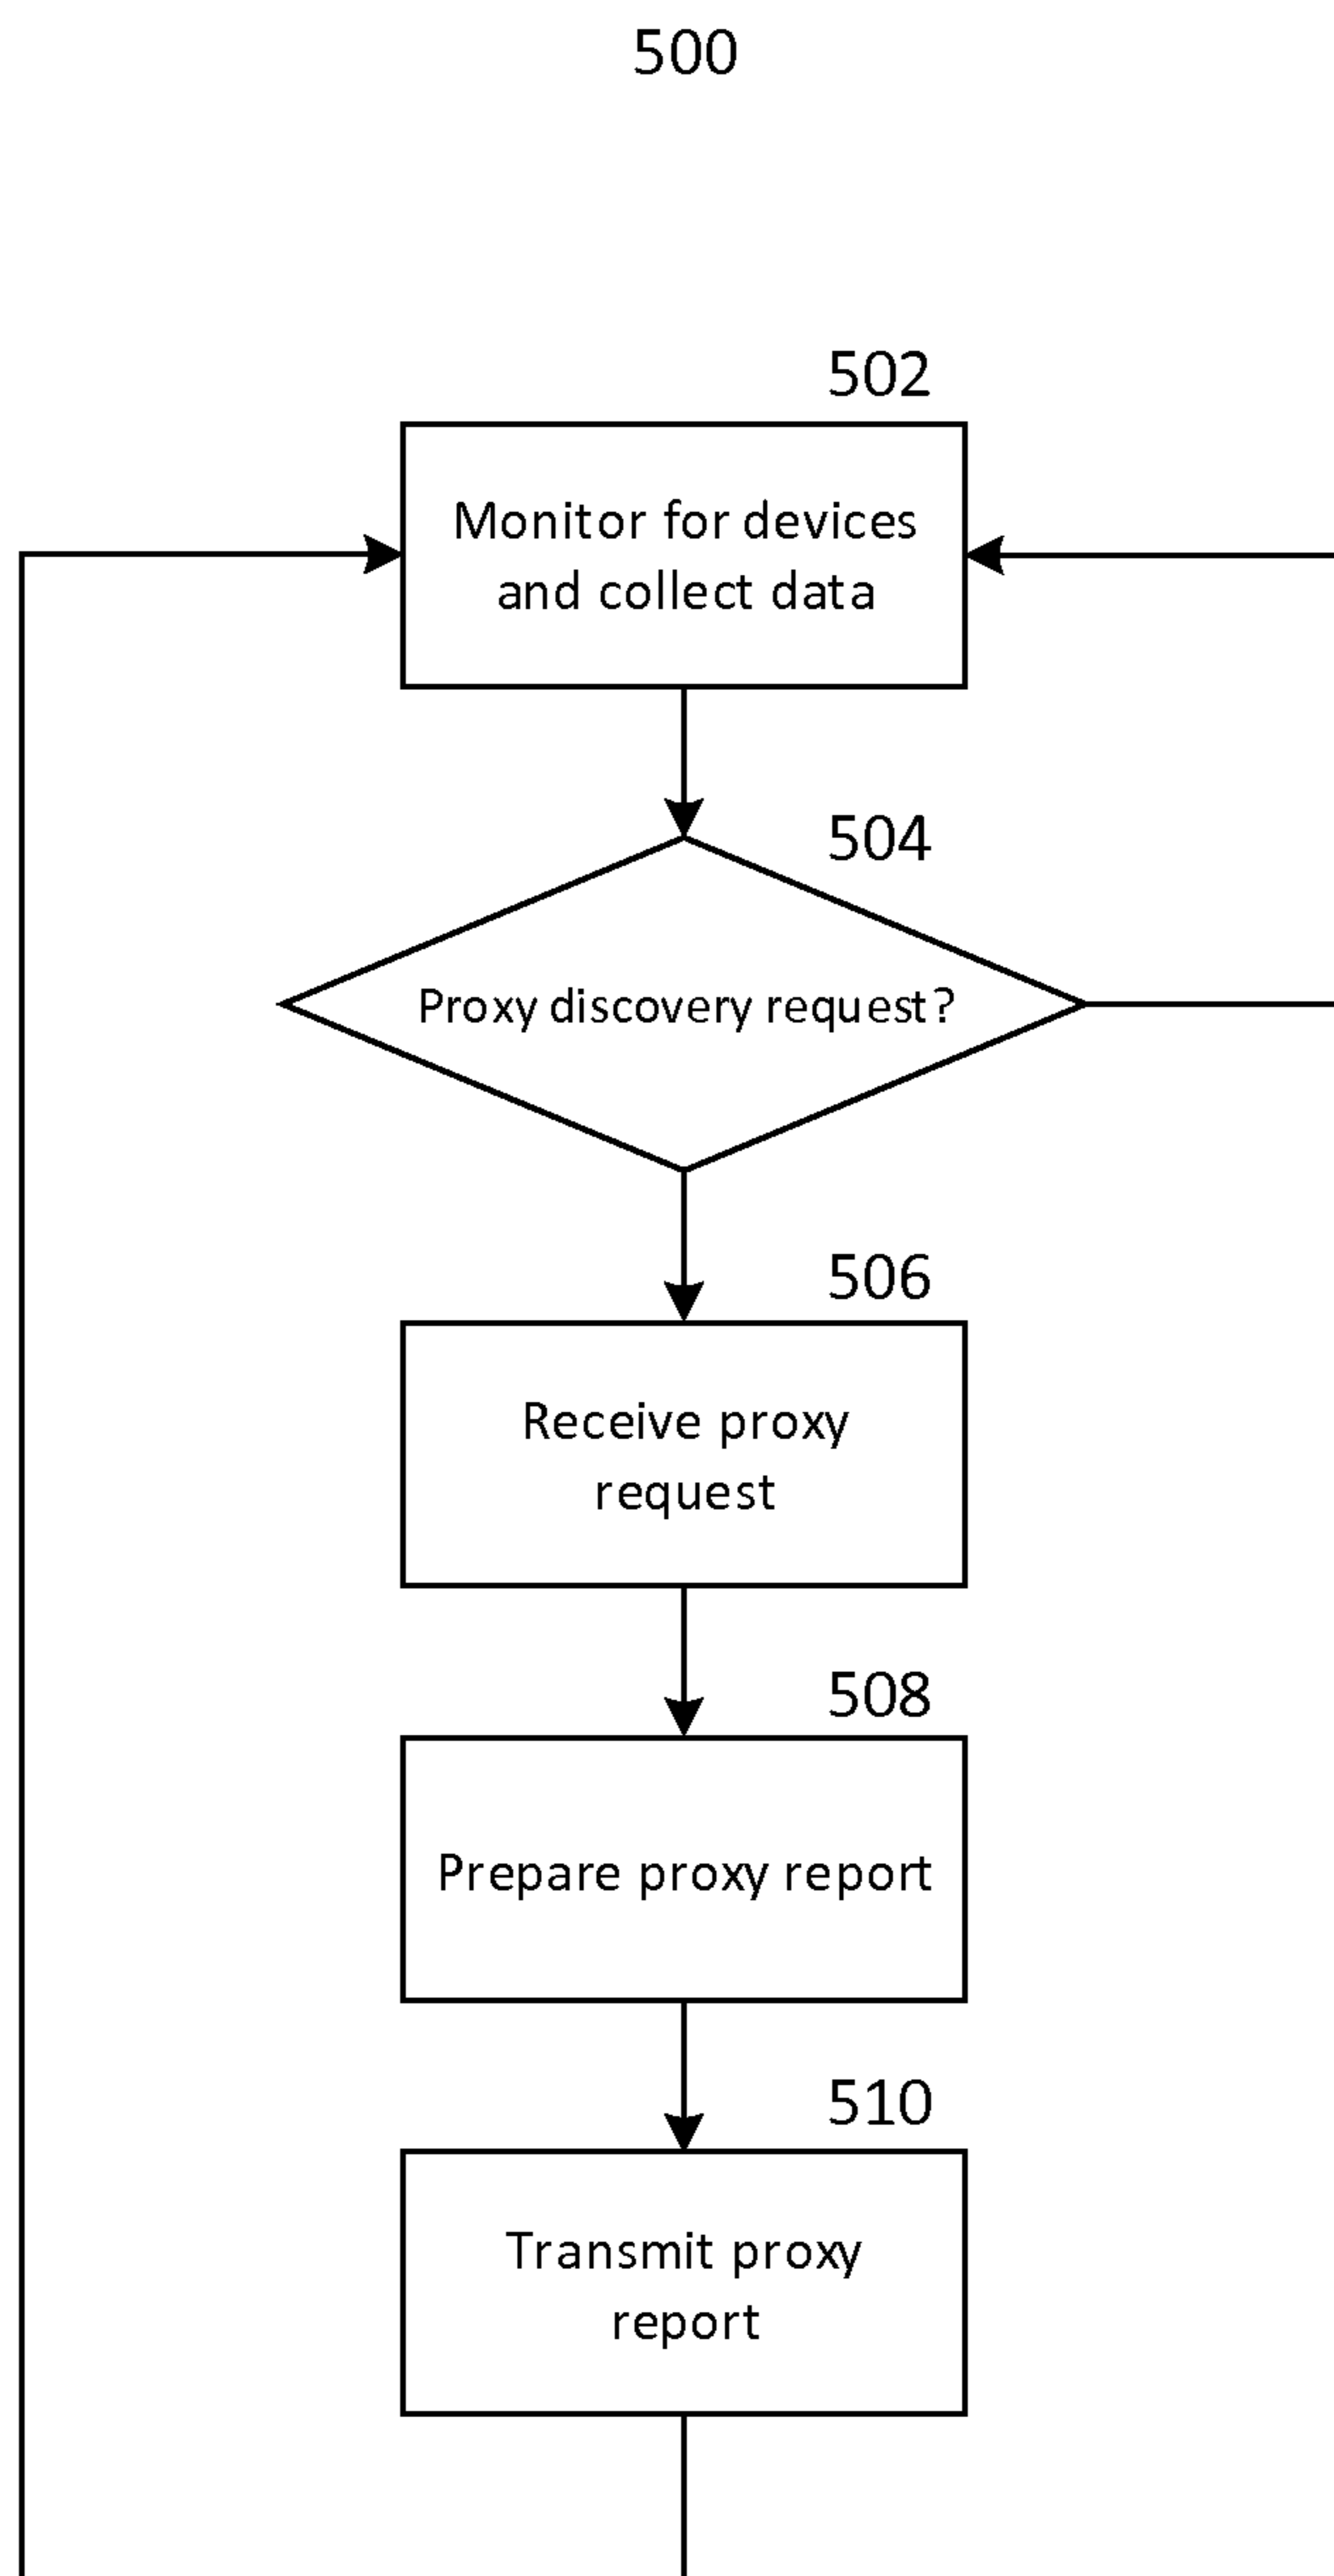 500
502
Monitor for devices
and collect data
504
Proxy discovery request?
506
Receive proxy
request
508
Prepare proxy report
510
Transmit proxy
report